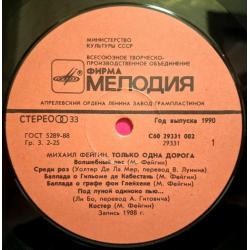 МИНИСТЕРСТВО
КУЛЬТУРЫ СССР
ВСЕСОЮЗНОЕ ТВОРЧЕСКО-
ПРОИЗВОДСТВЕННОЕ ОБЪЕДИНЕНИЕ
ФИРМА
МЕЛОДИЯ
АПРЕЛЕВСКИЙ ОРДЕНА ЛЕНИНА ЗАВОД ГРАМПЛАСТИНОК
СТЕРЕО 33
Год выпуска 1990
ГОСТ 5289-88
С60 29331 002
Гр. 3. 2-25
29331
1
МИХАИЛ ФЕЙГИН. ТОЛЬКО ОДНА ДОРОГА
Волшебный лес (М. Фейгин)
Среди роз (Уолтер Де Ла Мер, перевод В. Лунина)
Баллада о Гильоме де Кабестань (М. Фейгин)
Баллада о графе фон Глейхене (М. Фейгин)
Под луной одиноко пью...
(Ли Бо, перевод А. Гитовича)
Костер (М. Фейгин)
Запись 1988 г.